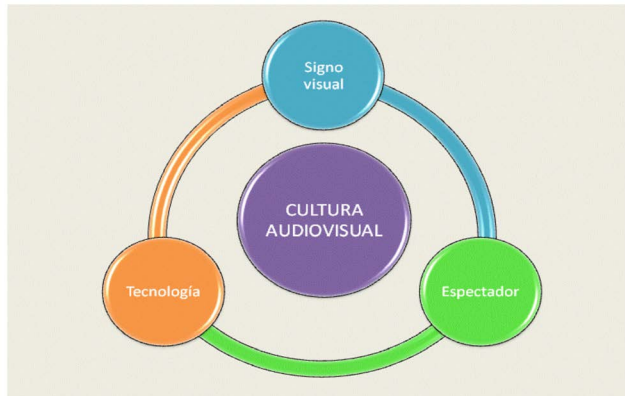 Signo
visual
CULTURA
AUDIOVISUAL
Tecnología
Espectador